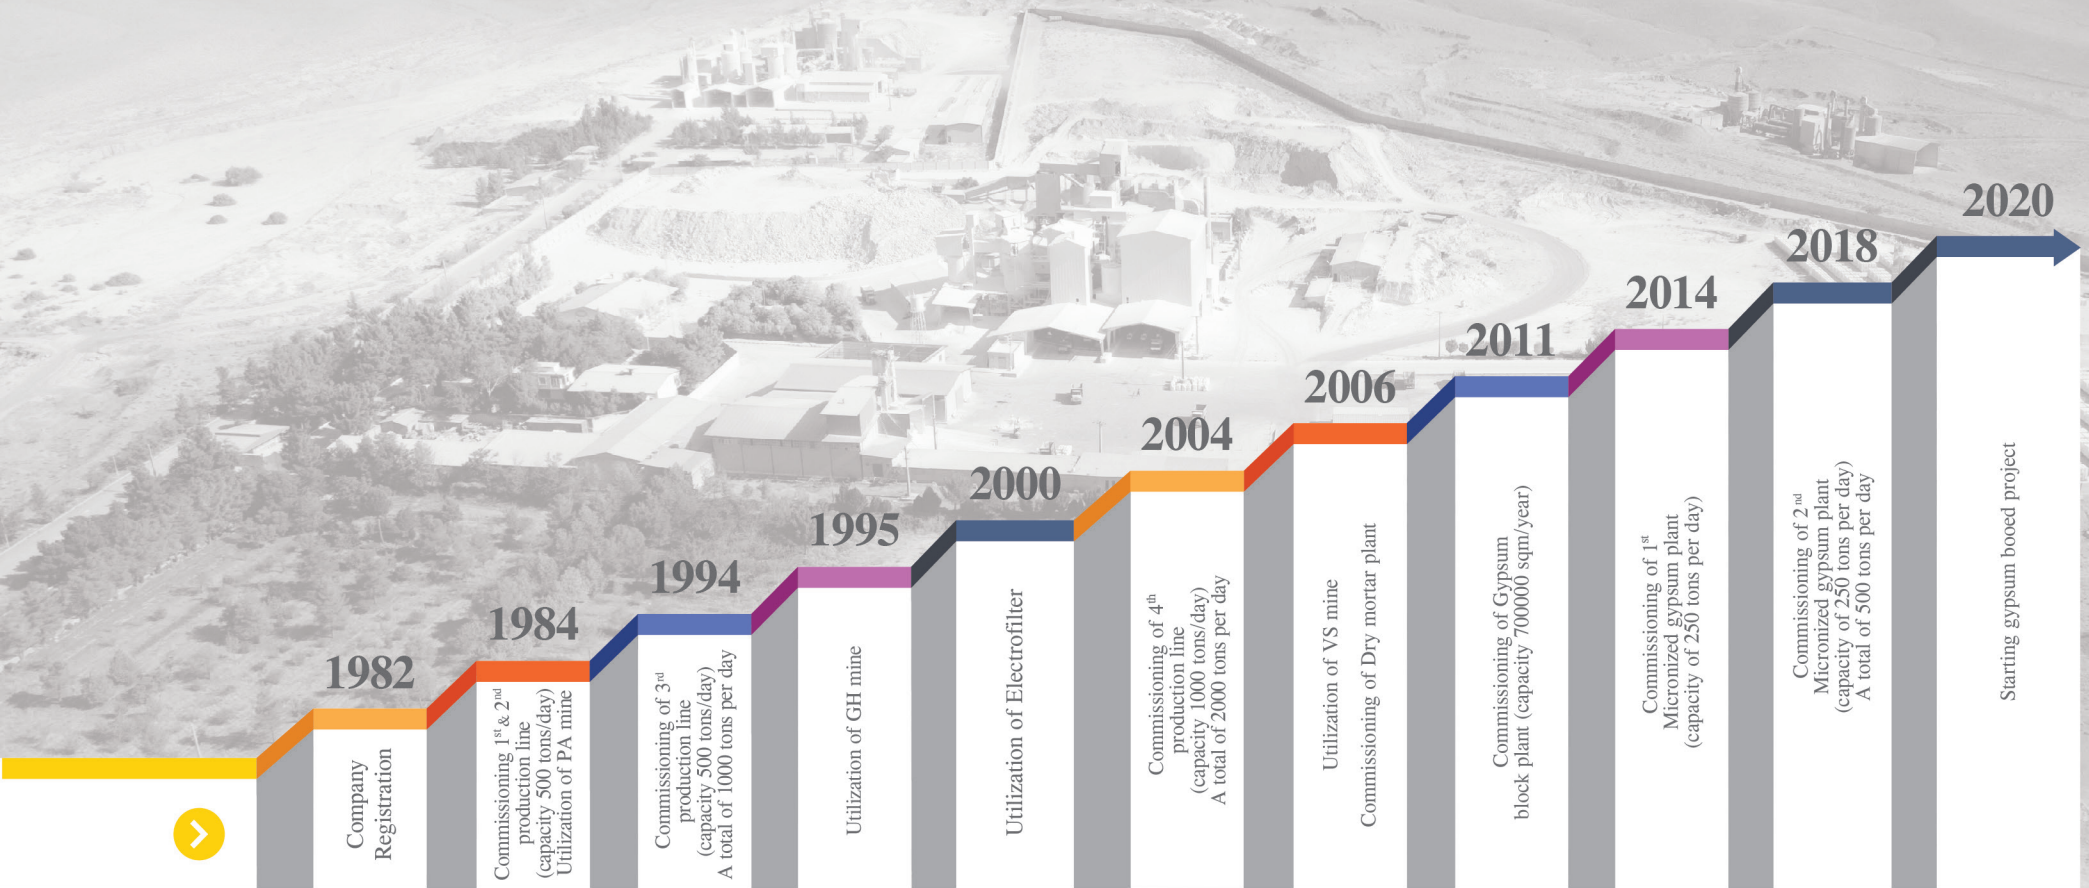 1982
Company
Registration
1984
Commissioning 1st & 2nd
production line
(capacity 500 tons/day)
Utilization of PA mine
1994
Commissioning of 3rd
production line
(capacity 500 tons/day)
A total of 1000 tons per day
1995
Utilization of GH mine
2000
Utilization of Electrofilter
2004
Commissioning of 4th
production line
(capacity 1000 tons/day)
A total of 2000 tons per day
2006
Utilization of VS mine
Commissioning of Dry mortar plant
2011
Commissioning of Gypsum
block plant (capacity 700000 sqm/year)
2014
Commissioning of 1st
Micronized gypsum plant
(capacity of 250 tons per day)
2018
Commissioning of 2nd
Micronized gypsum plant
(capacity of 250 tons per day)
A total of 500 tons per day
2020
Starting gypsum booed project